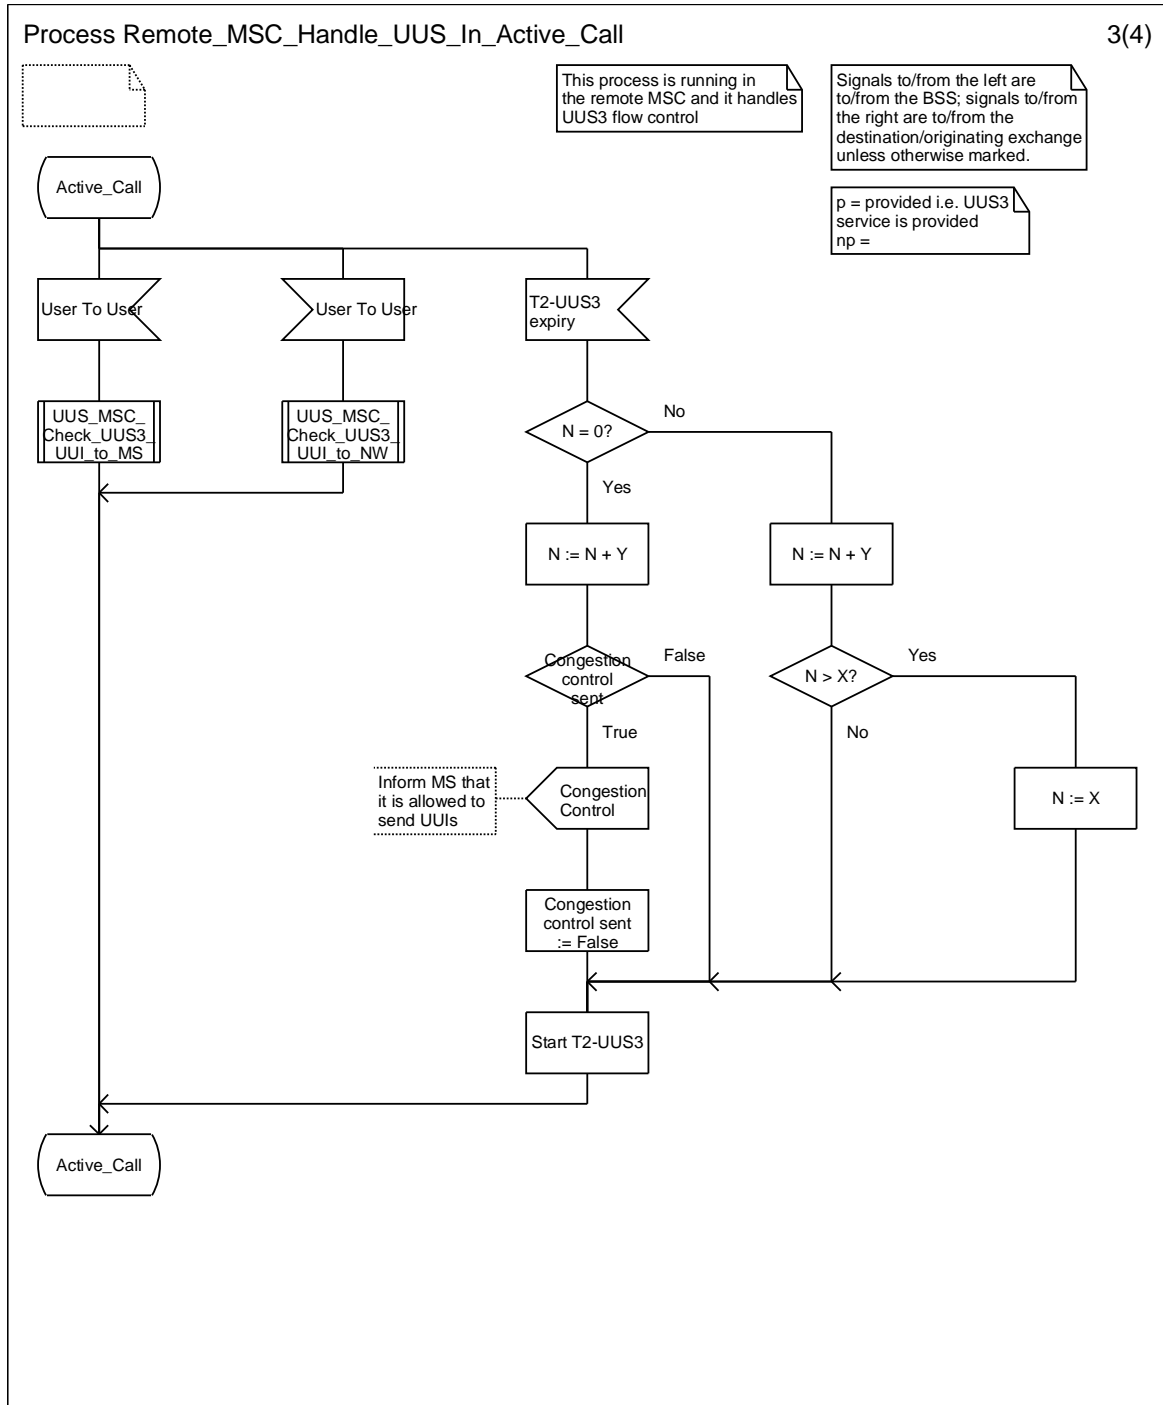 Process Remote_MSC_Handle_UUS_In_Active_Call
3(4)
This process is running in
the remote MSC and it handles
UUS3 flow control
Signals to/from the left are
to/from the BSS; signals to/from
the right are to/from the
destination/originating exchange
unless otherwise marked.
p = provided i.e. UUS3
service is provided
np =
Active_Call
User To User
User To User
T2-UUS3
expiry
UUS_MSC_
Check_UUS3_
UUI_to_MS
UUS_MSC_
Check_UUS3_
UUI_to_NW
N = 0?
No
Yes
N := N + Y
N := N + Y
Congestion
control
sent
False
True
N > X?
Yes
No
Inform MS that
it is allowed to
send UUIs
Congestion
Control
N := X
Congestion
control sent
:= False
Start T2-UUS3
Active_Call